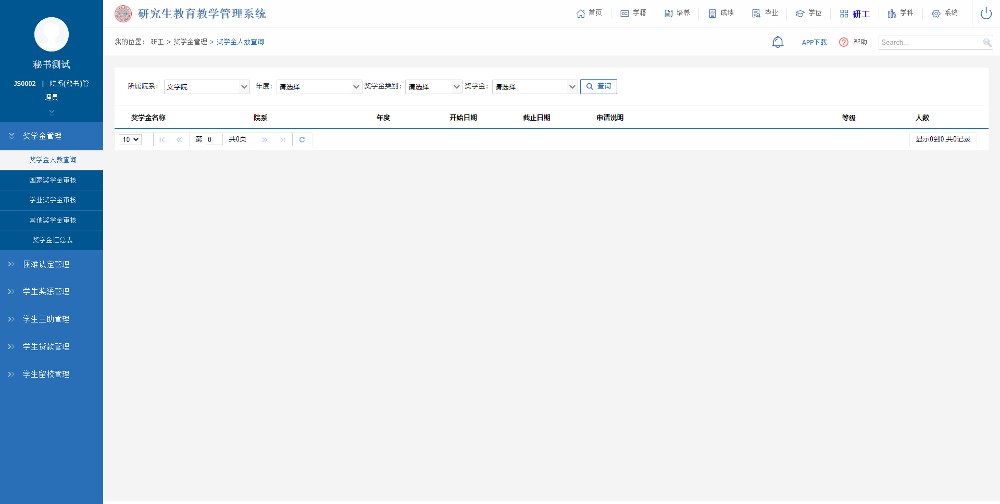 研究生教育教学管理系统
首页 学籍 培养 成绩 毕业 学位 研工 学科 系统
秘书测试
JS0002 | 院系(秘书)管
理员
我的位置： 研工 > 奖学金管理 > 奖学金人数查询
APP下载 帮助 Search...
奖学金管理
奖学金人数查询
国家奖学金审核
学业奖学金审核
其他奖学金审核
奖学金汇总表
困难认定管理
学生奖惩管理
学生三助管理
学生贷款管理
学生留校管理
所属院系： 文学院 年度： 请选择 奖学金类别： 请选择 奖学金： 请选择 查询
奖学金名称 院系 年度 开始日期 截止日期 申请说明 等级 人数
10 第 0 共0页 显示0到0,共0记录